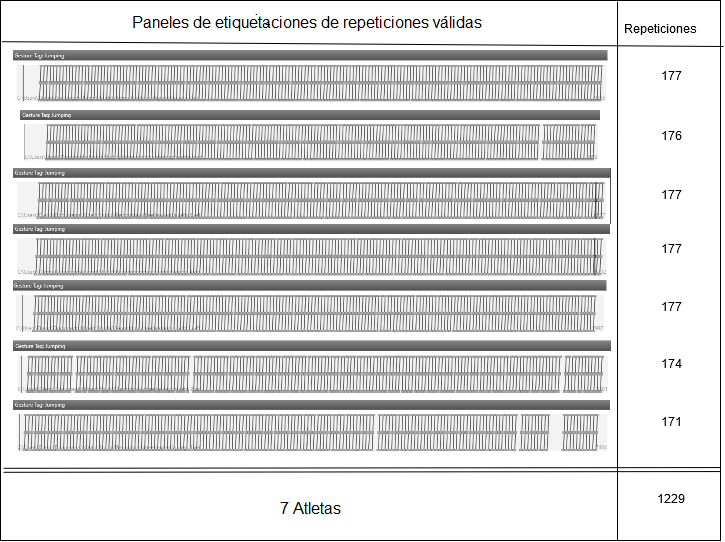 Paneles de etiquetaciones de repeticiones válidas
Repeticiones
Gesture Tag: Jumping
177
Gesture Tag: Jumping
176
Gesture Tag: Jumping
177
Gesture Tag: Jumping
177
Gesture Tag: Jumping
177
Gesture Tag: Jumping
174
Gesture Tag: Jumping
171
7 Atletas
1229